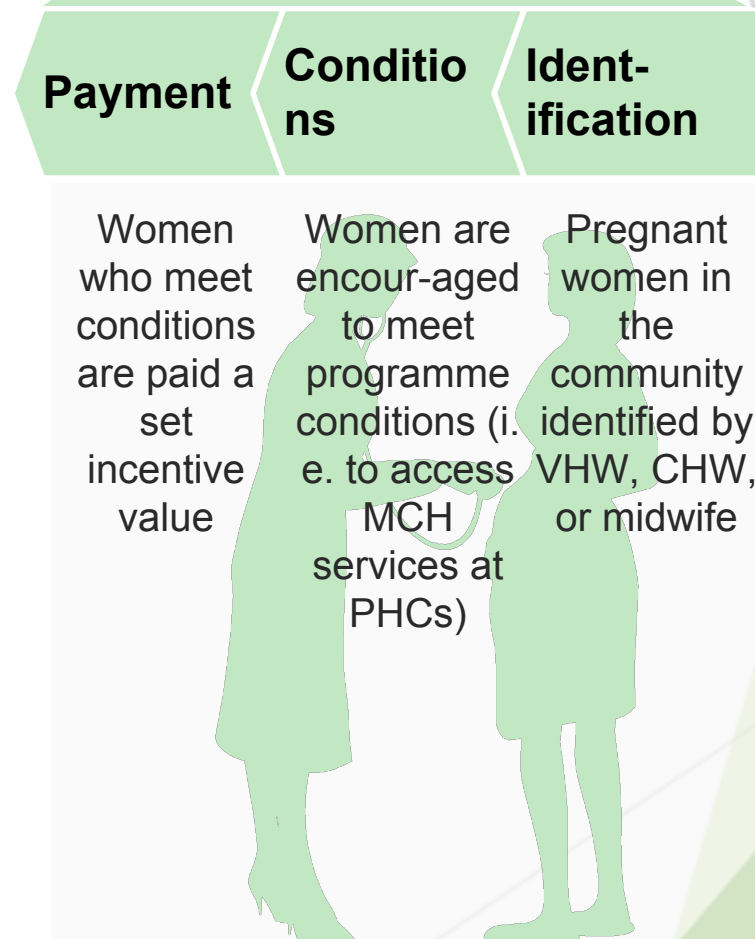 Payment
Conditio
ns
Ident-
ification
Women
who meet
conditions
are paid a
set
incentive
value
Women are
encour-aged
to meet
programme
conditions (i.
e. to access
MCH
services at
PHCs)
Pregnant
women in
the
community
identified by
VHW, CHW,
or midwife